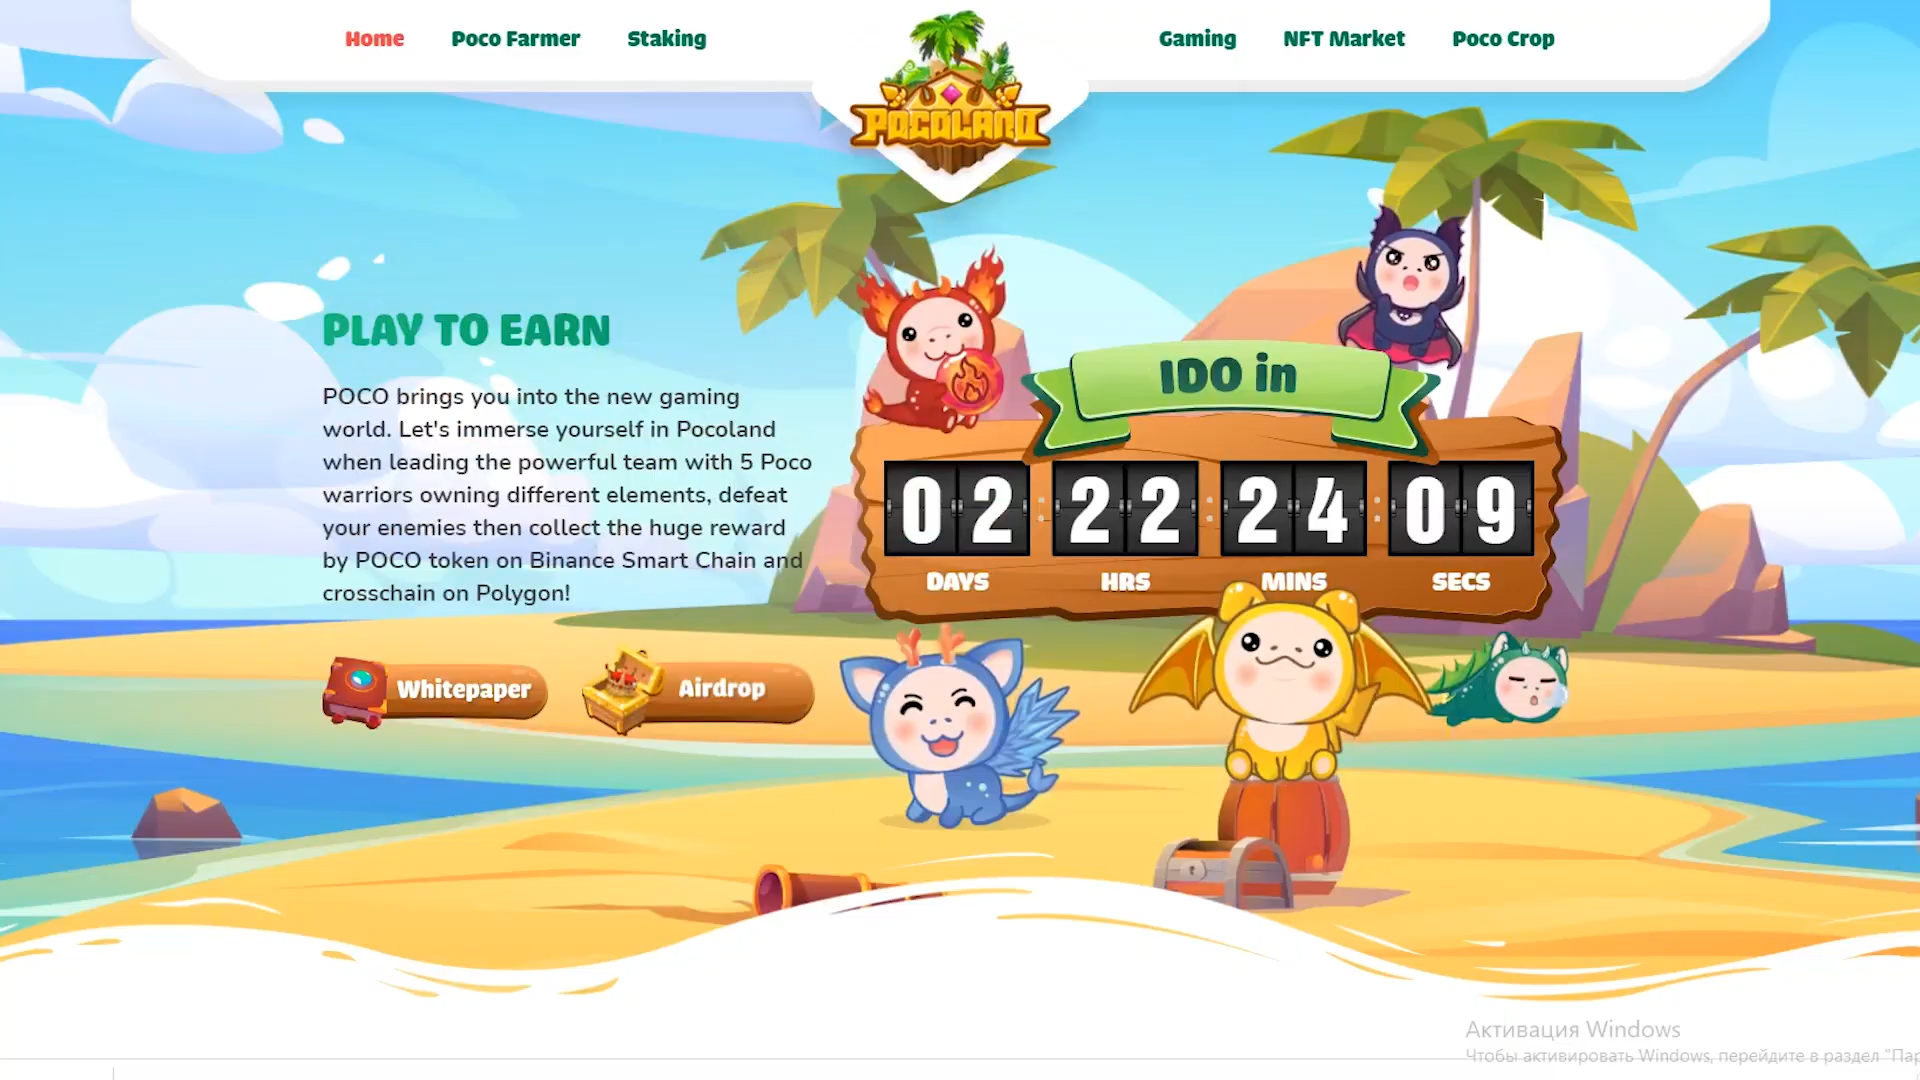 Home Poco Farmer Staking
POCOLAND
Gaming NFT Market Poco Crop
PLAY TO EARN
POCO brings you into the new gaming
world. Let's immerse yourself in Pocoland
when leading the powerful team with 5 Poco
warriors owning different elements, defeat
your enemies then collect the huge reward
by POCO token on Binance Smart Chain and
crosschain on Polygon!
Whitepaper Airdrop
IDO in
02 : 22 : 24 : 09
DAYS HRS MINS SECS
Активация Windows
Чтобы активировать Windows, перейдите в раздел "Пар